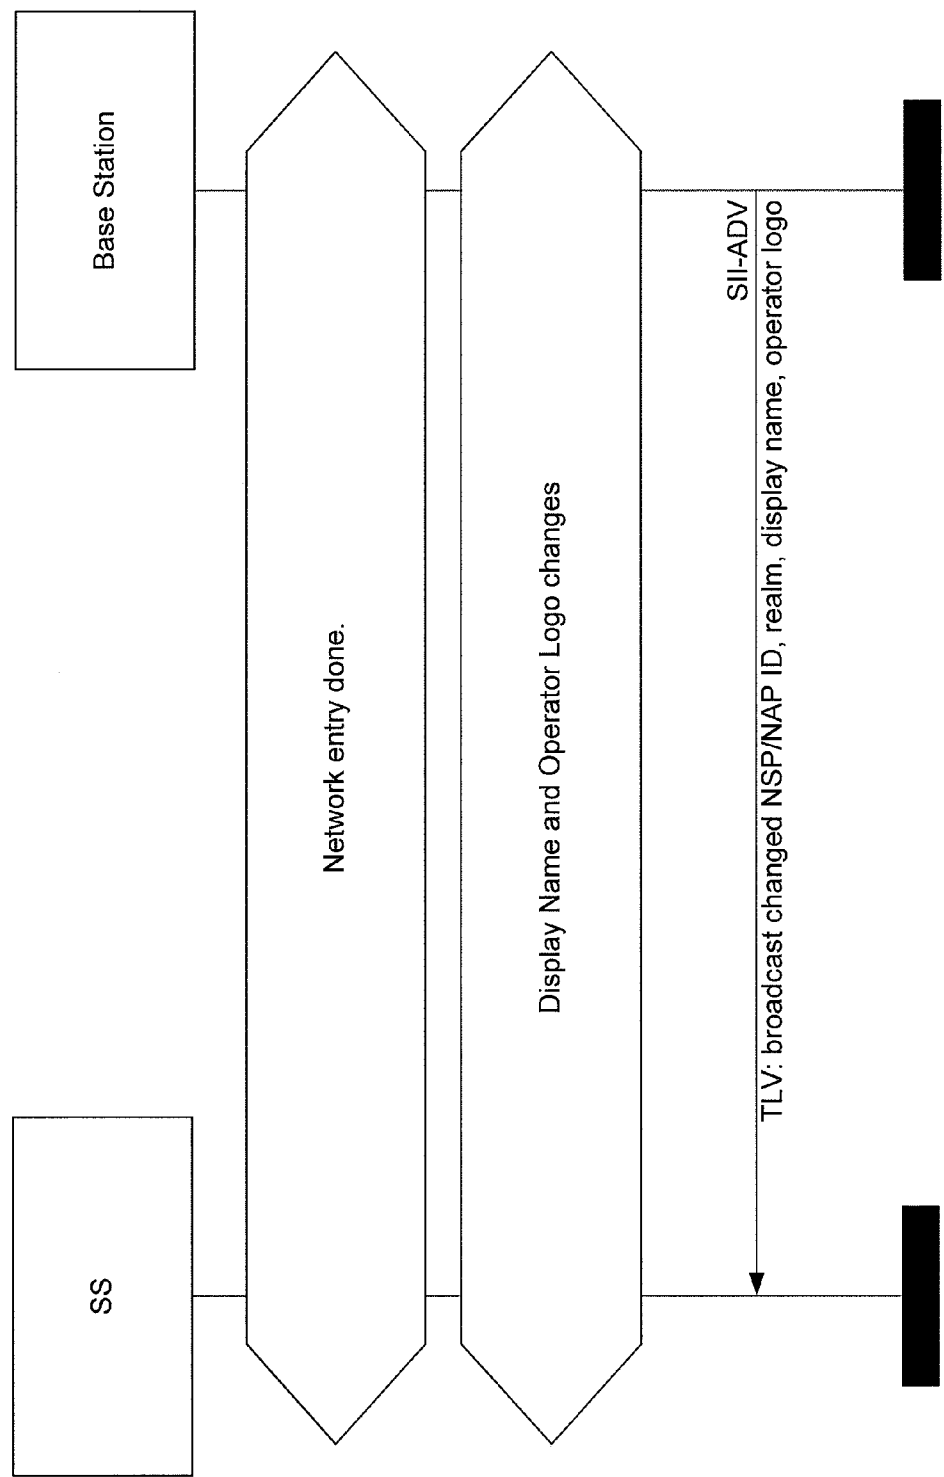 SS
Base Station
Network entry done.
Display Name and Operator Logo changes
SII-ADV
TLV: broadcast changed NSP/NAP ID, realm, display name, operator logo